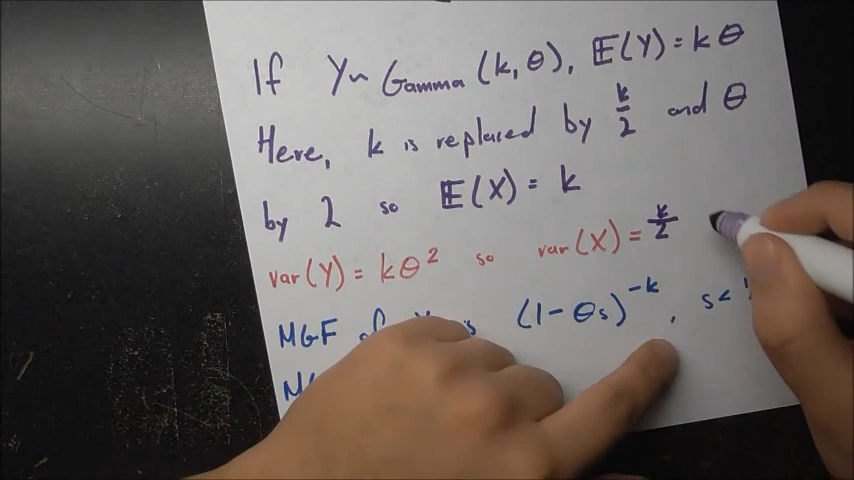 If Y ~ Gamma (k, θ), 𝔼(Y) = kθ
Here, k is replaced by k/2 and θ
by 2 so 𝔼(X) = k
var(Y) = kθ² so var(X) = k/2
MGF of (1 - θs)^-k, s <